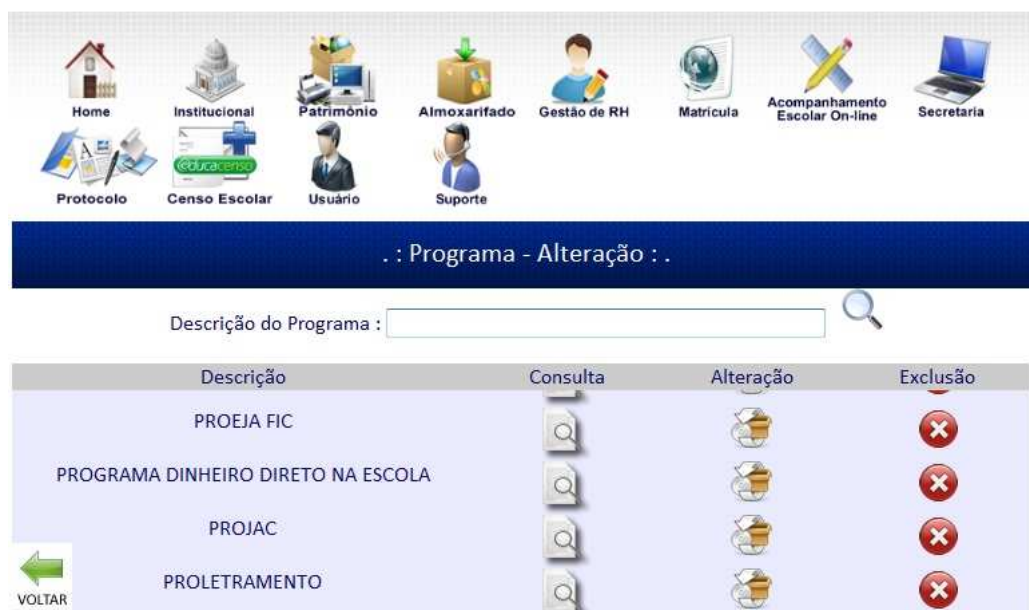 Home Institucional Patrimônio Almoxarifado Gestão de RH Matrícula Acompanhamento Escolar On-line Secretaria
Protocolo Censo Escolar Usuário Suporte
educacenso
. : Programa - Alteração : .
Descrição do Programa :
Descrição Consulta Alteração Exclusão
PROEJA FIC
PROGRAMA DINHEIRO DIRETO NA ESCOLA
PROJAC
PROLETRAMENTO
VOLTAR